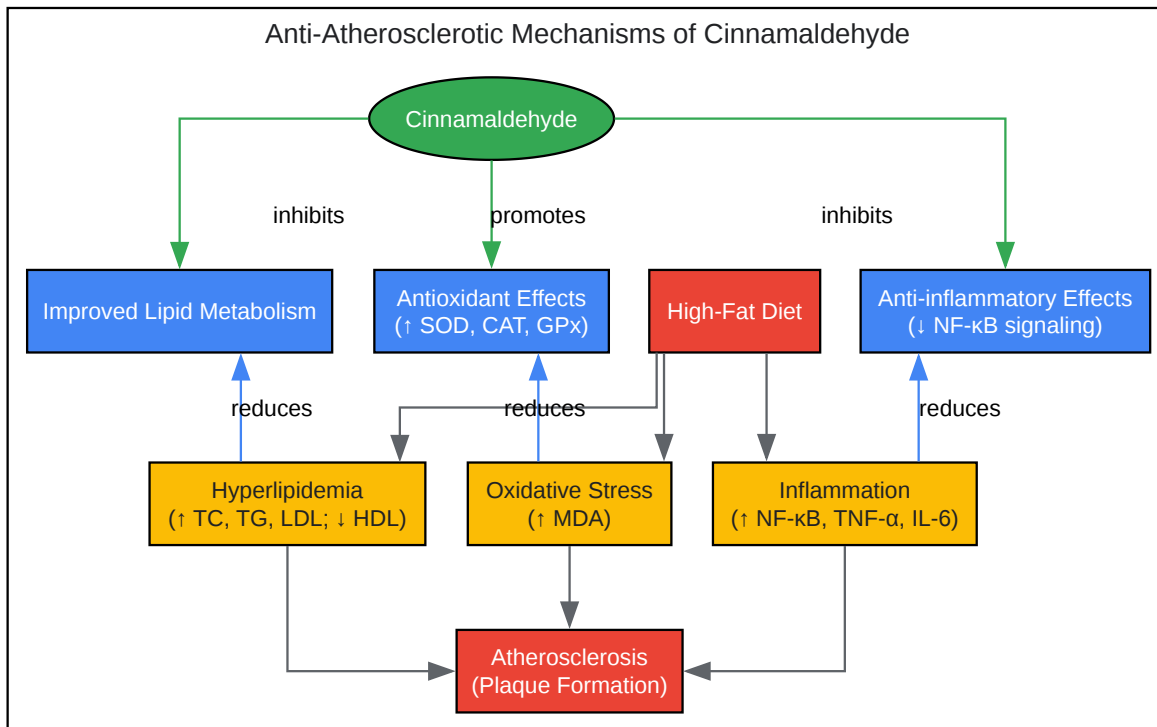 Anti-Atherosclerotic Mechanisms of Cinnamaldehyde
Cinnamaldehyde
inhibits
promotes
inhibits
Improved Lipid Metabolism
Antioxidant Effects
(↑ SOD, CAT, GPx)
High-Fat Diet
Anti-inflammatory Effects
(↓ NF-κB signaling)
reduces
reduces
reduces
Hyperlipidemia
(↑ TC, TG, LDL; ↓ HDL)
Oxidative Stress
(↑ MDA)
Inflammation
(↑ NF-κB, TNF-α, IL-6)
Atherosclerosis
(Plaque Formation)